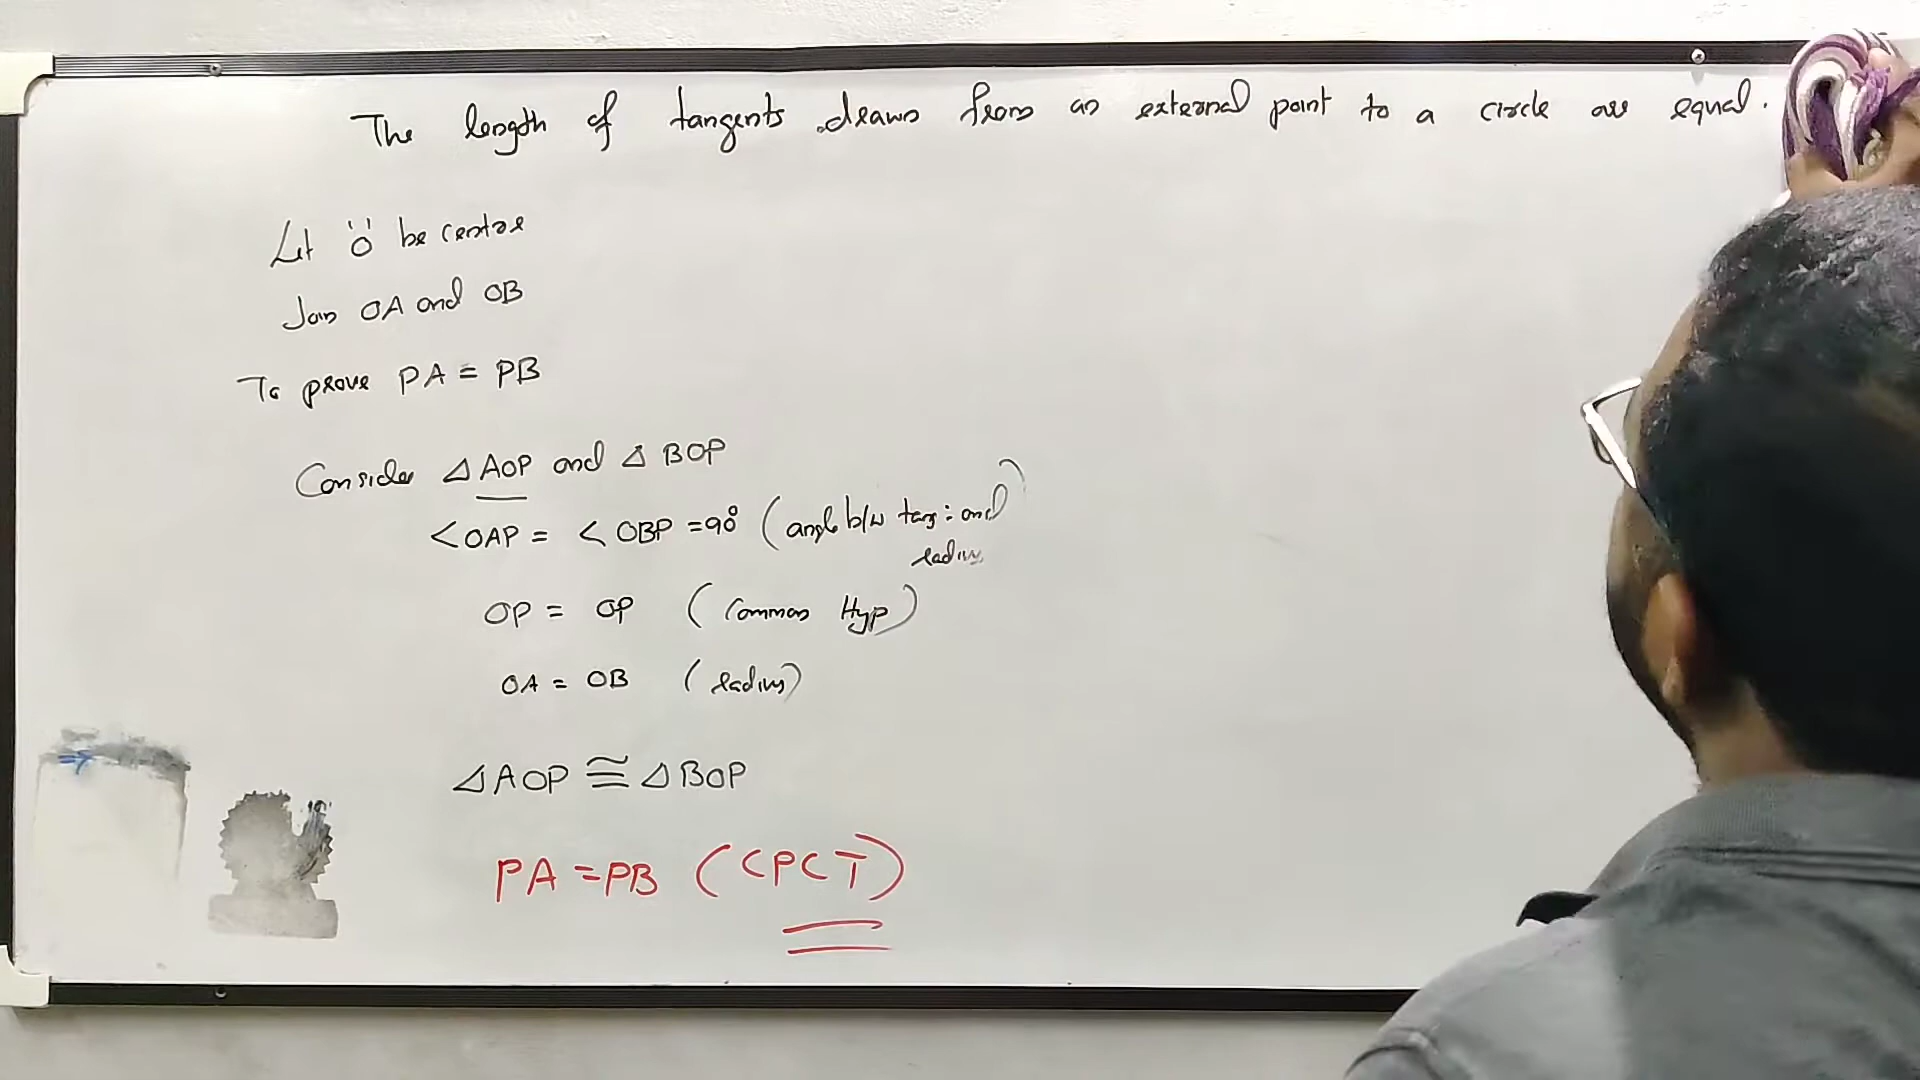 The length of tangents drawn from an external point to a circle are equal.
Let "O" be centre
Join OA and OB
To prove PA = PB
Consider △ AOP and △ BOP
<OAP = <OBP = 90° (angle b/w tang: and radius)
OP = OP (Common Hyp)
OA = OB (radius)
△AOP ≅ △BOP
PA = PB (CPCT)